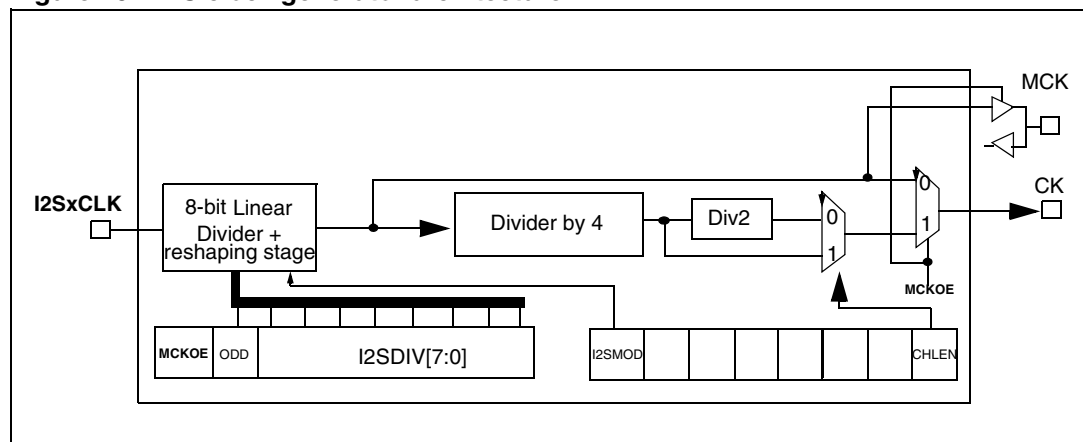 MCK
I2SxCLK
8-bit Linear
Divider +
reshaping stage
Divider by 4
Div2
0
1
0
1
CK
MCKOE
MCKOE
ODD
I2SDIV[7:0]
I2SMOD
CHLEN